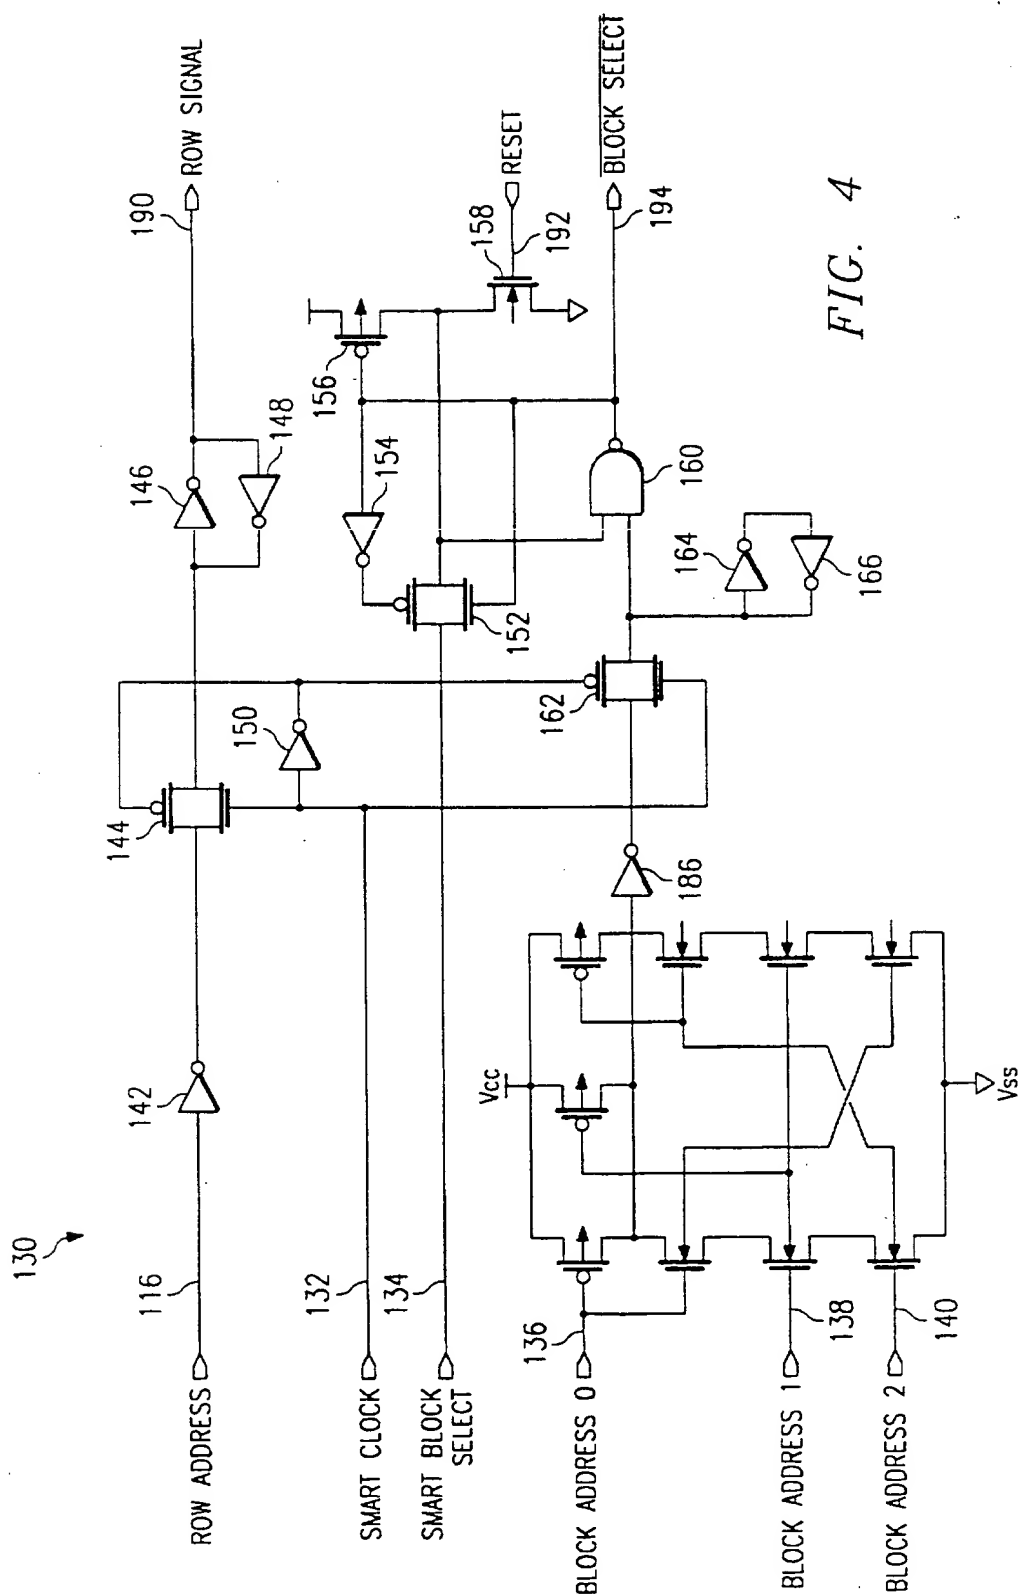 130
ROW ADDRESS
116
142
144
146
148
190
ROW SIGNAL
SMART CLOCK
132
150
SMART BLOCK
SELECT
134
152
154
156
158
192
RESET
BLOCK ADDRESS 0
136
Vcc
186
162
160
164
166
194
BLOCK SELECT
BLOCK ADDRESS 1
138
BLOCK ADDRESS 2
140
Vss
FIG. 4